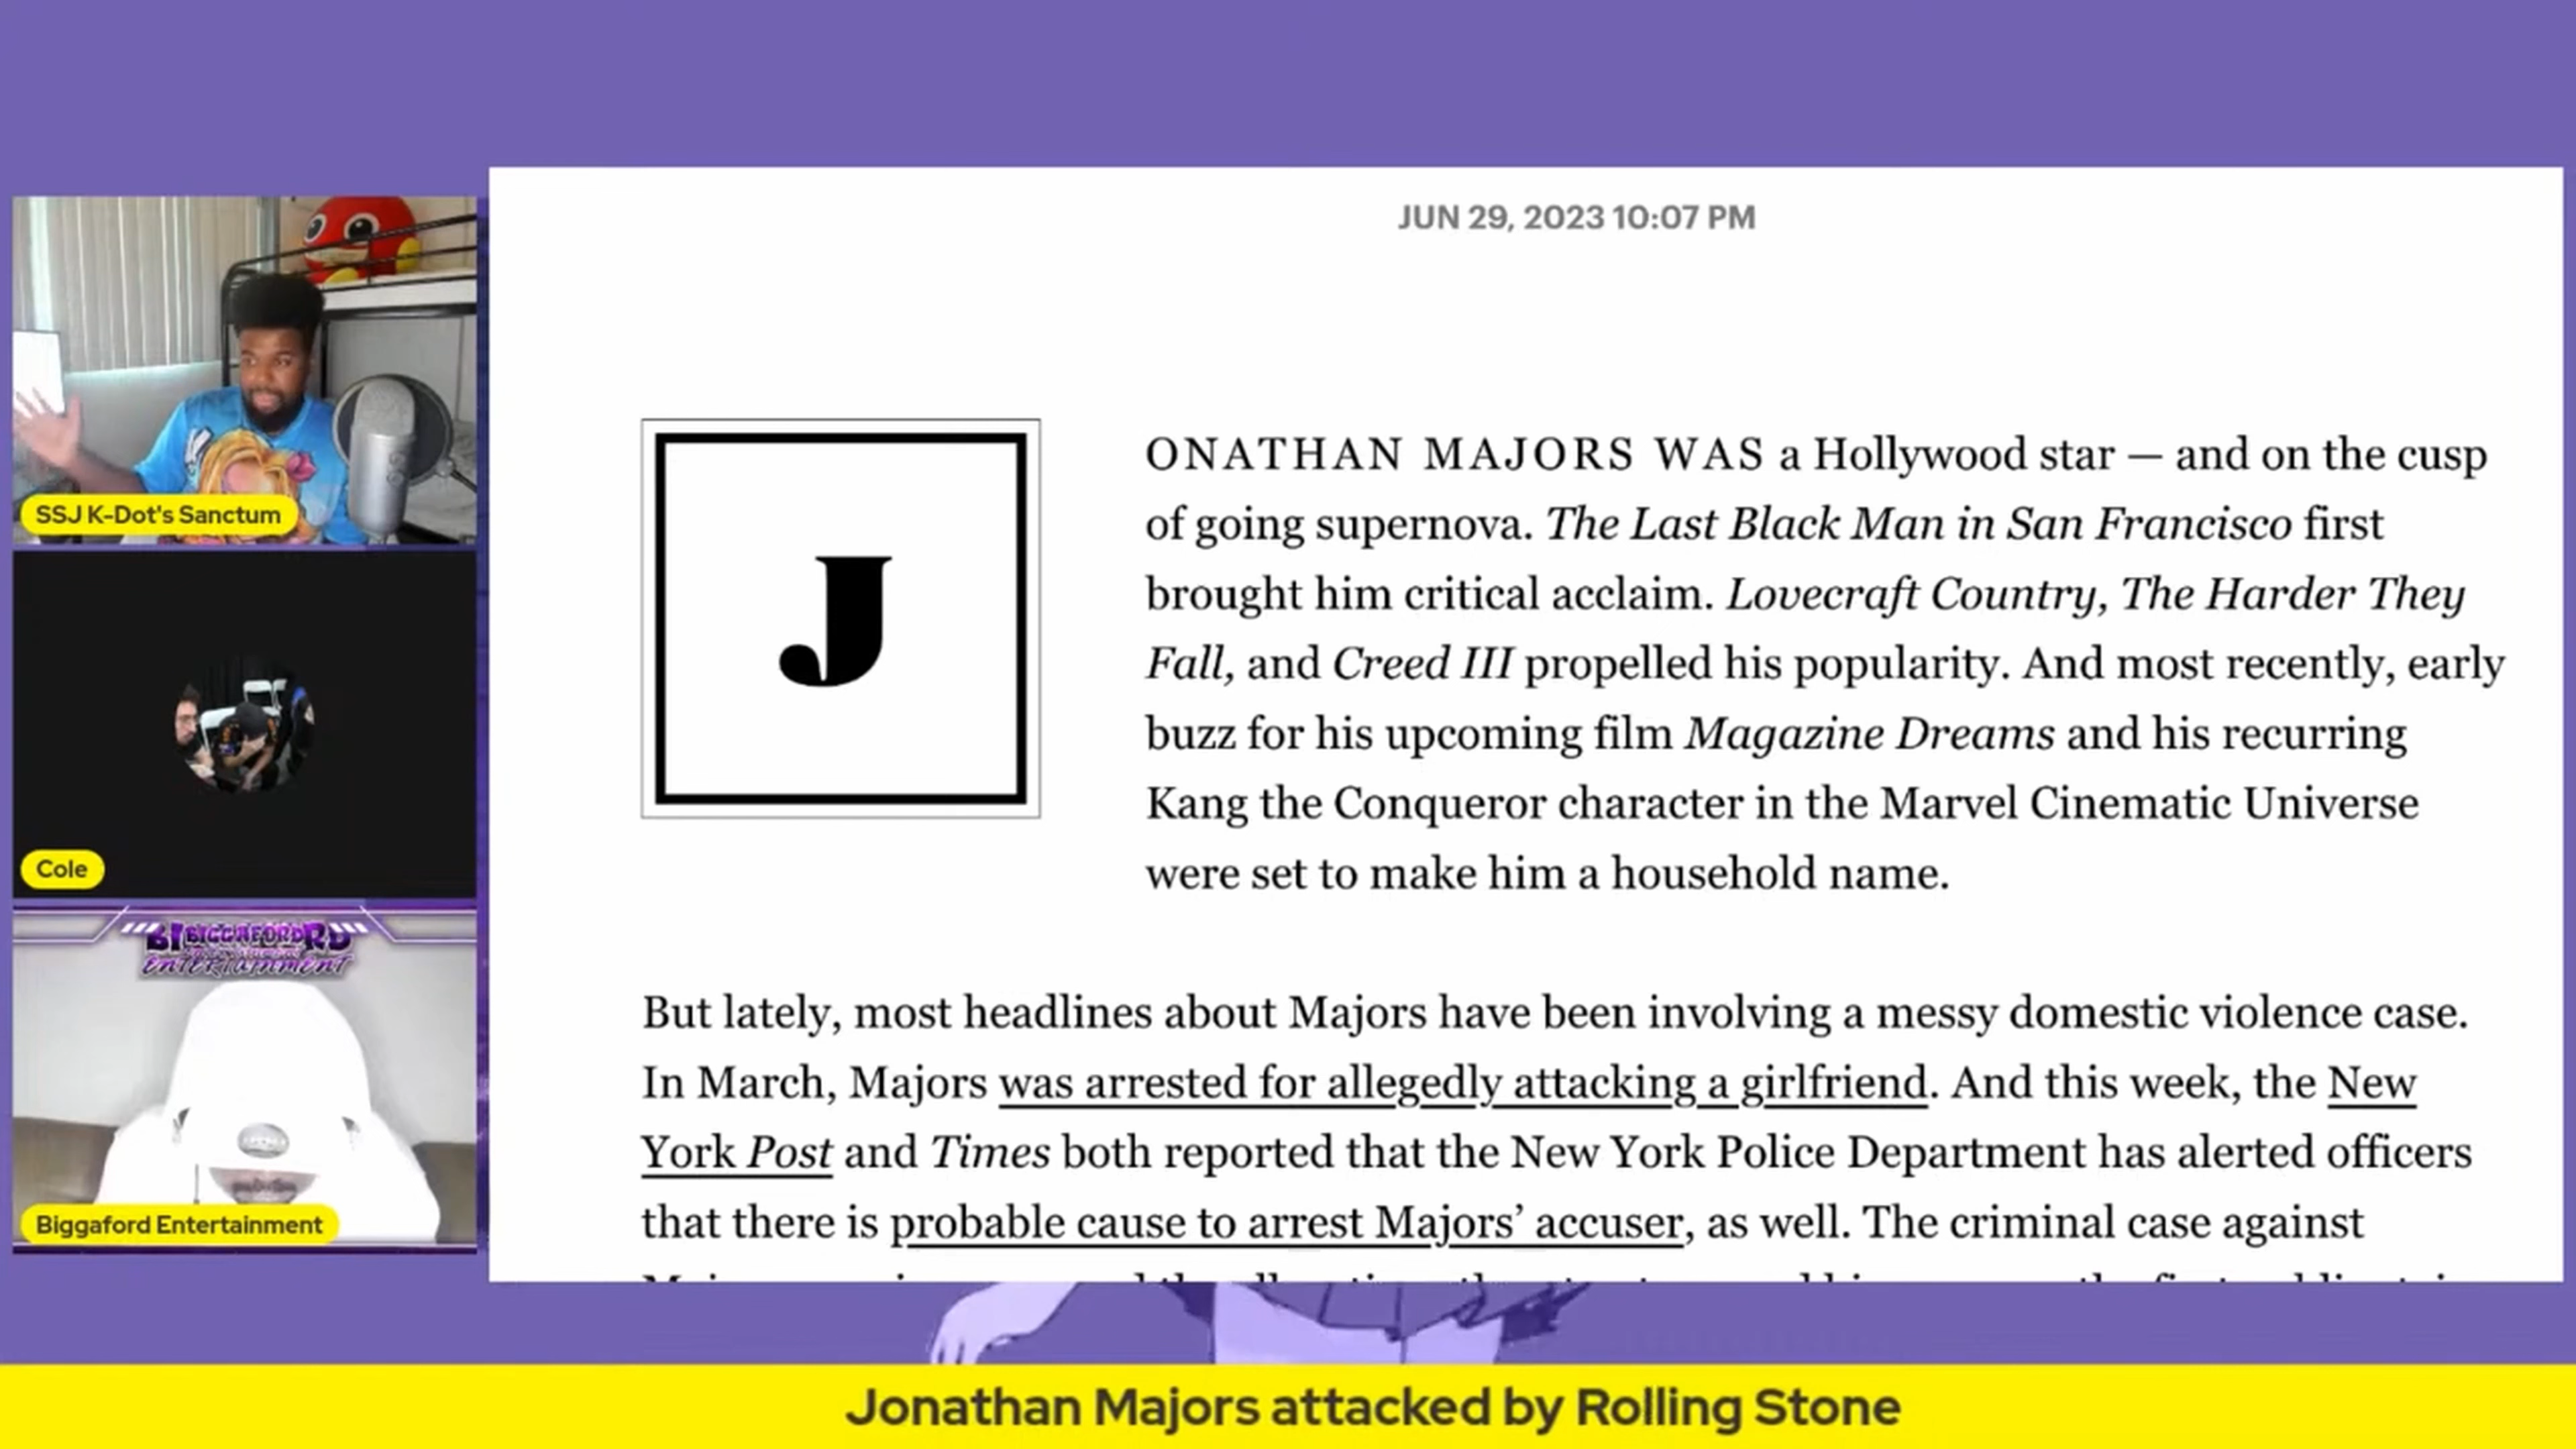 JUN 29, 2023 10:07 PM
J
ONATHAN MAJORS WAS a Hollywood star — and on the cusp
of going supernova. The Last Black Man in San Francisco first
brought him critical acclaim. Lovecraft Country, The Harder They
Fall, and Creed III propelled his popularity. And most recently, early
buzz for his upcoming film Magazine Dreams and his recurring
Kang the Conqueror character in the Marvel Cinematic Universe
were set to make him a household name.
But lately, most headlines about Majors have been involving a messy domestic violence case.
In March, Majors was arrested for allegedly attacking a girlfriend. And this week, the New
York Post and Times both reported that the New York Police Department has alerted officers
that there is probable cause to arrest Majors’ accuser, as well. The criminal case against
SSJ K-Dot's Sanctum
Cole
BIGGAFORD
ENTERTAINMENT
Biggaford Entertainment
Jonathan Majors attacked by Rolling Stone